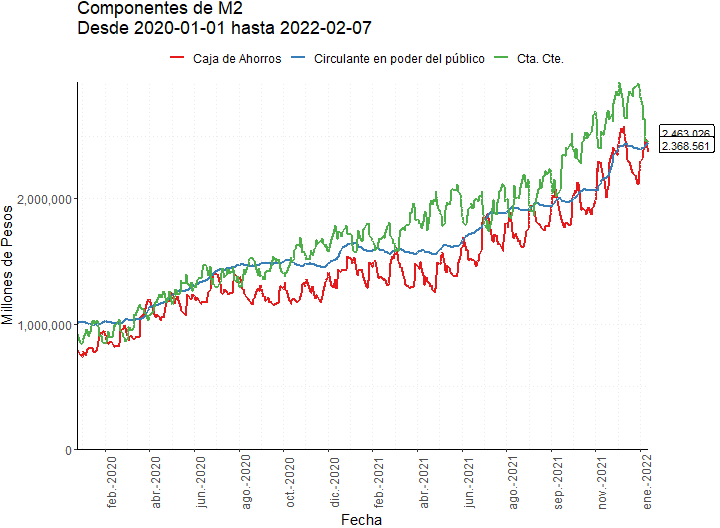 Componentes de M2
Desde 2020-01-01 hasta 2022-02-07
Caja de Ahorros Circulante en poder del público Cta. Cte.
2.463.026
2.368.561
2,000,000
1,000,000
0
Millones de Pesos
feb.-2020 abr.-2020 jun.-2020 ago.-2020 oct.-2020 dic.-2020 feb.-2021 abr.-2021 jun.-2021 ago.-2021 sep.-2021 nov.-2021 ene.-2022
Fecha